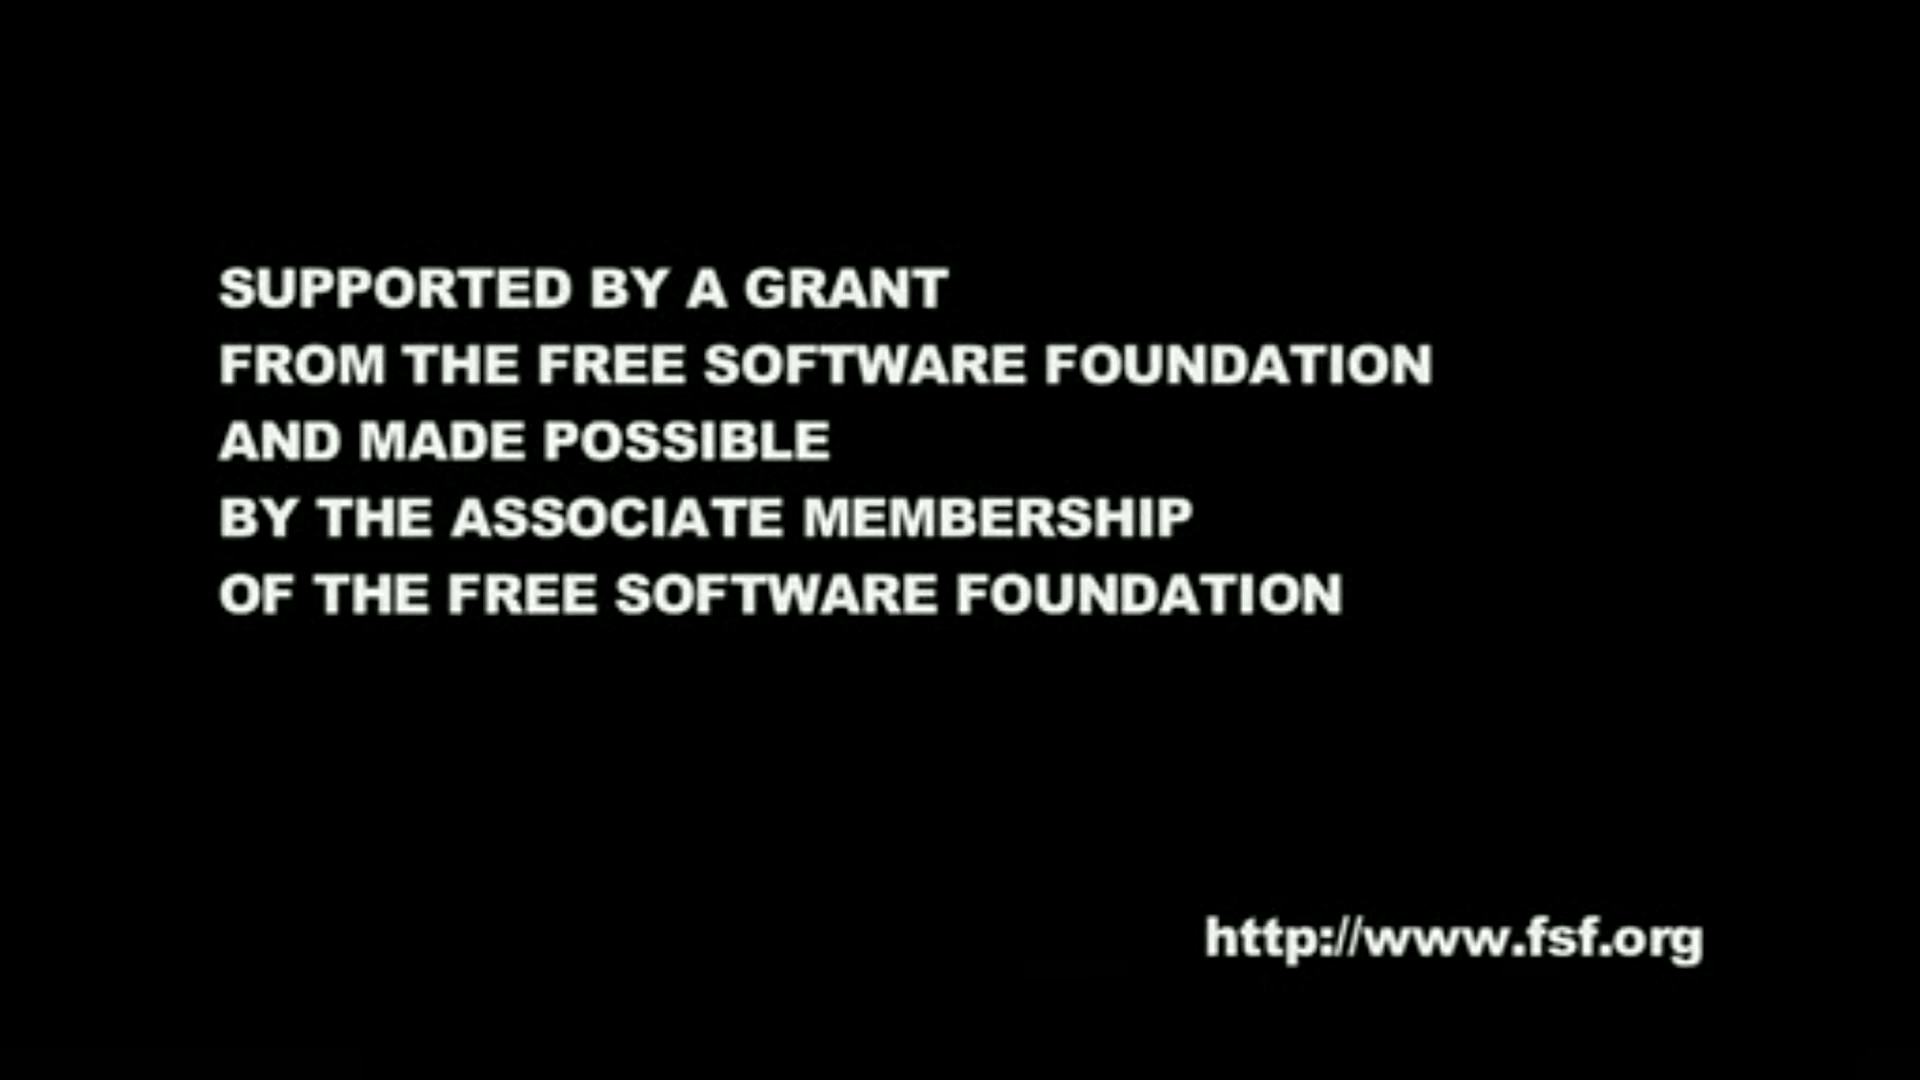 SUPPORTED BY A GRANT
FROM THE FREE SOFTWARE FOUNDATION
AND MADE POSSIBLE
BY THE ASSOCIATE MEMBERSHIP
OF THE FREE SOFTWARE FOUNDATION
http://www.fsf.org